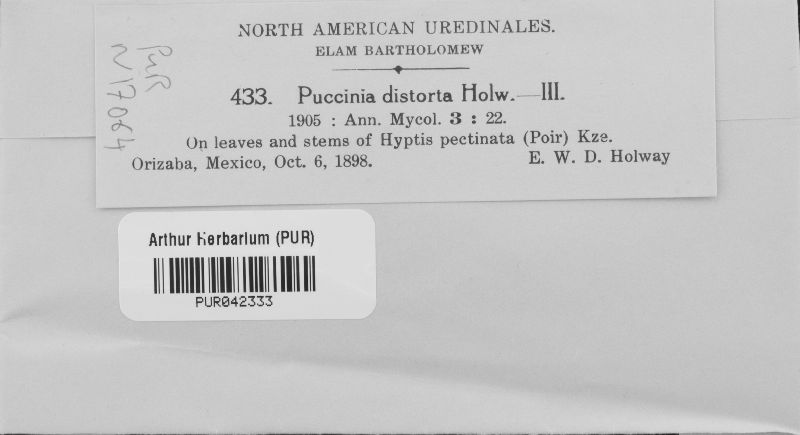 NORTH AMERICAN UREDINALES.
ELAM BARTHOLOMEW
433. Puccinia distorta Holw.—III.
1905 : Ann. Mycol. 3 : 22.
On leaves and stems of Hyptis pectinata (Poir) Kze.
Orizaba, Mexico, Oct. 6, 1898. E. W. D. Holway
PUR
N17064
Arthur Herbarium (PUR)
PUR042333